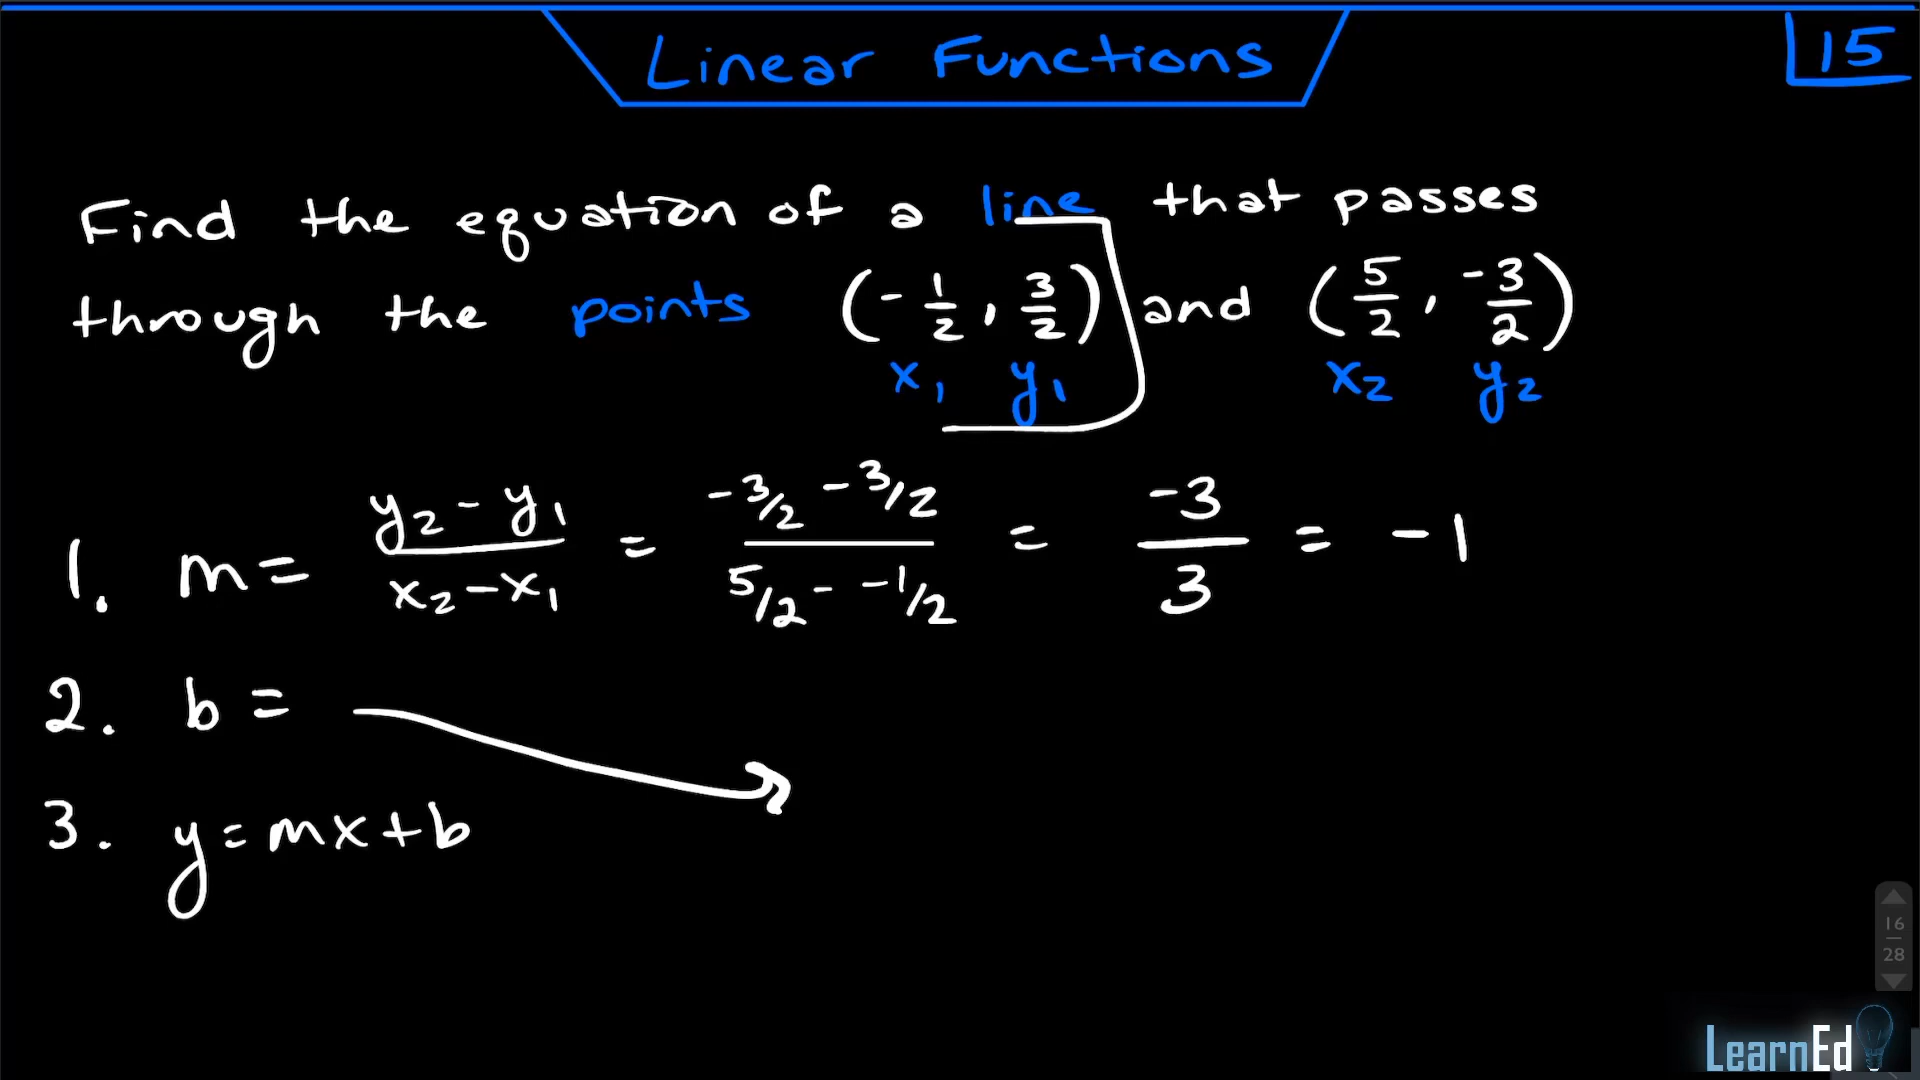 Linear Functions
15
Find the equation of a line that passes
through the points (-1/2, 3/2) and (5/2, -3/2)
x1 y1 x2 y2
1. m = (y2 - y1)/(x2 - x1) = (-3/2 - 3/2)/(5/2 - -1/2) = -3/3 = -1
2. b =
3. y = mx + b
16
28
LearnEd